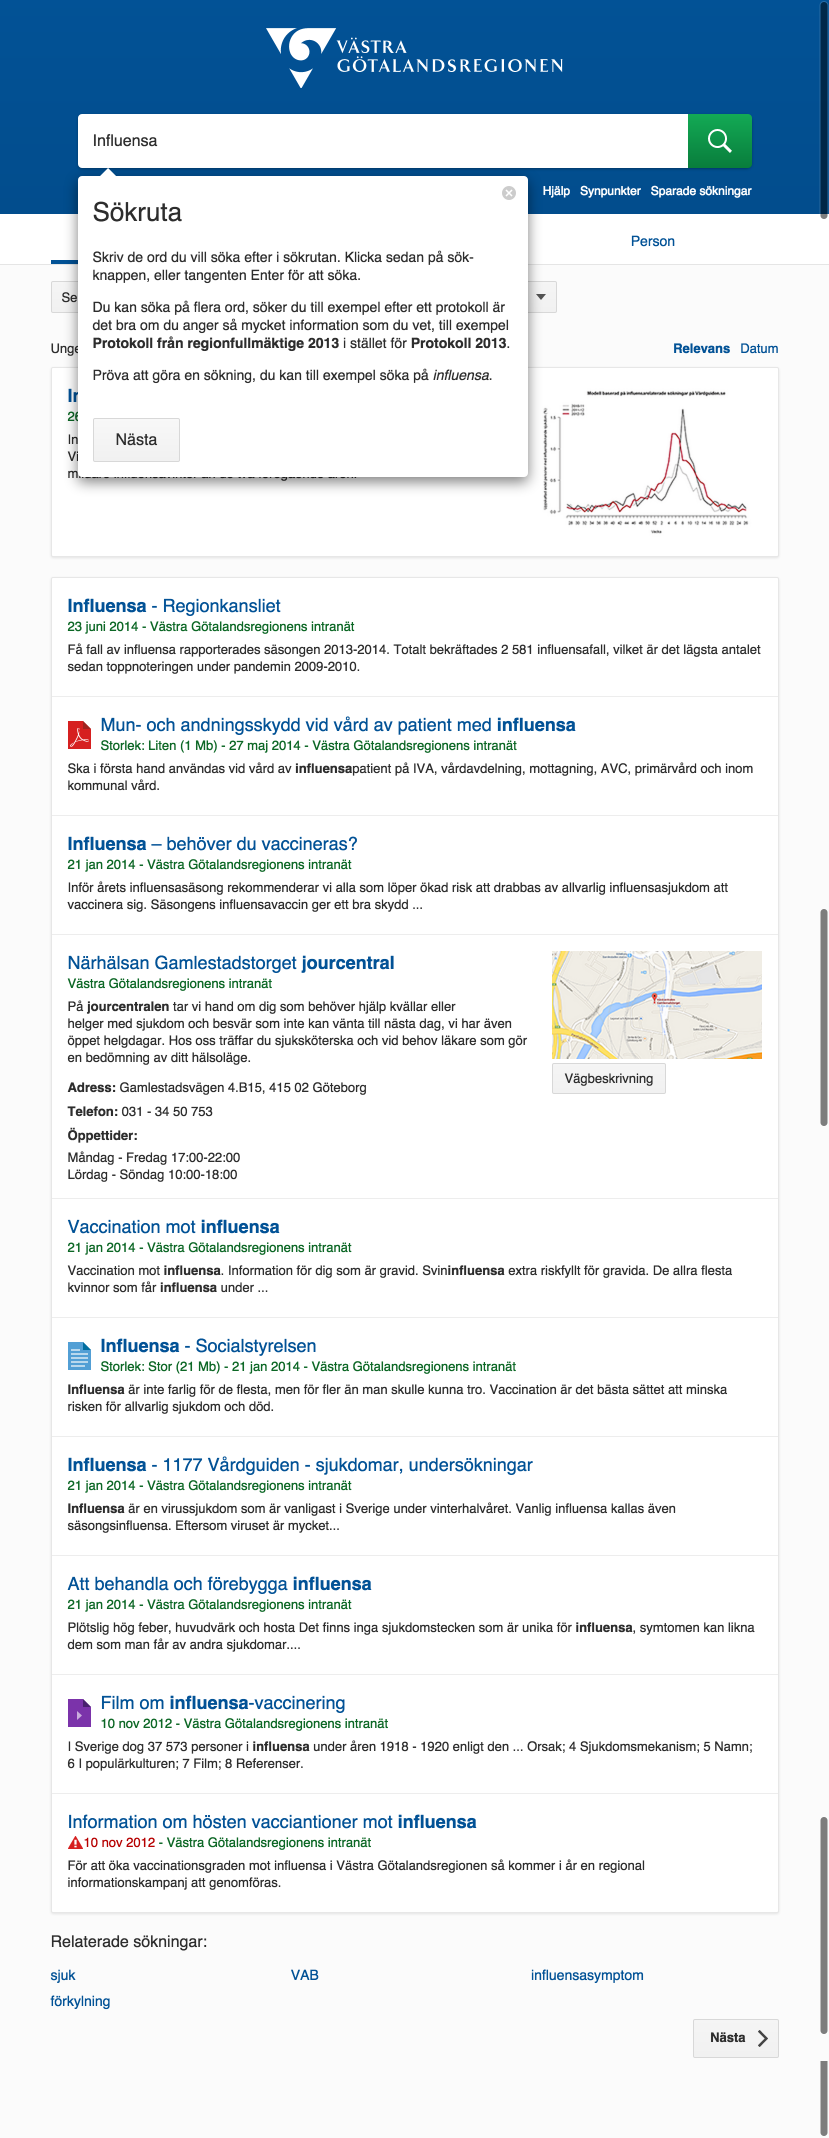 VÄSTRA
GÖTALANDSREGIONEN
Influensa
Hjälp Synpunkter Sparade sökningar
Sökruta
Skriv de ord du vill söka efter i sökrutan. Klicka sedan på sök-
knappen, eller tangenten Enter för att söka.
Du kan söka på flera ord, söker du till exempel efter ett protokoll är
det bra om du anger så mycket information som du vet, till exempel
Protokoll från regionfullmäktige 2013 i stället för Protokoll 2013.
Pröva att göra en sökning, du kan till exempel söka på influensa.
Nästa
Person
Relevans Datum
Modell baserad på influensarelaterade sökningar på Vårdguiden.se
Influensa - Regionkansliet
23 juni 2014 - Västra Götalandsregionens intranät
Få fall av influensa rapporterades säsongen 2013-2014. Totalt bekräftades 2 581 influensafall, vilket är det lägsta antalet
sedan toppnoteringen under pandemin 2009-2010.
Mun- och andningsskydd vid vård av patient med influensa
Storlek: Liten (1 Mb) - 27 maj 2014 - Västra Götalandsregionens intranät
Ska i första hand användas vid vård av influensapatient på IVA, vårdavdelning, mottagning, AVC, primärvård och inom
kommunal vård.
Influensa – behöver du vaccineras?
21 jan 2014 - Västra Götalandsregionens intranät
Inför årets influensasäsong rekommenderar vi alla som löper ökad risk att drabbas av allvarlig influensasjukdom att
vaccinera sig. Säsongens influensavaccin ger ett bra skydd ...
Närhälsan Gamlestadstorget jourcentral
Västra Götalandsregionens intranät
På jourcentralen tar vi hand om dig som behöver hjälp kvällar eller
helger med sjukdom och besvär som inte kan vänta till nästa dag, vi har även
öppet helgdagar. Hos oss träffar du sjuksköterska och vid behov läkare som gör
en bedömning av ditt hälsoläge.
Adress: Gamlestadsvägen 4.B15, 415 02 Göteborg
Telefon: 031 - 34 50 753
Öppettider:
Måndag - Fredag 17:00-22:00
Lördag - Söndag 10:00-18:00
Vägbeskrivning
Vaccination mot influensa
21 jan 2014 - Västra Götalandsregionens intranät
Vaccination mot influensa. Information för dig som är gravid. Svininfluensa extra riskfyllt för gravida. De allra flesta
kvinnor som får influensa under ...
Influensa - Socialstyrelsen
Storlek: Stor (21 Mb) - 21 jan 2014 - Västra Götalandsregionens intranät
Influensa är inte farlig för de flesta, men för fler än man skulle kunna tro. Vaccination är det bästa sättet att minska
risken för allvarlig sjukdom och död.
Influensa - 1177 Vårdguiden - sjukdomar, undersökningar
21 jan 2014 - Västra Götalandsregionens intranät
Influensa är en virussjukdom som är vanligast i Sverige under vinterhalvåret. Vanlig influensa kallas även
säsongsinfluensa. Eftersom viruset är mycket...
Att behandla och förebygga influensa
21 jan 2014 - Västra Götalandsregionens intranät
Plötslig hög feber, huvudvärk och hosta Det finns inga sjukdomstecken som är unika för influensa, symtomen kan likna
dem som man får av andra sjukdomar....
Film om influensa-vaccinering
10 nov 2012 - Västra Götalandsregionens intranät
I Sverige dog 37 573 personer i influensa under åren 1918 - 1920 enligt den ... Orsak; 4 Sjukdomsmekanism; 5 Namn;
6 I populärkulturen; 7 Film; 8 Referenser.
Information om hösten vacciantioner mot influensa
10 nov 2012 - Västra Götalandsregionens intranät
För att öka vaccinationsgraden mot influensa i Västra Götalandsregionen så kommer i år en regional
informationskampanj att genomföras.
Relaterade sökningar:
sjuk VAB influensasymptom
förkylning
Nästa